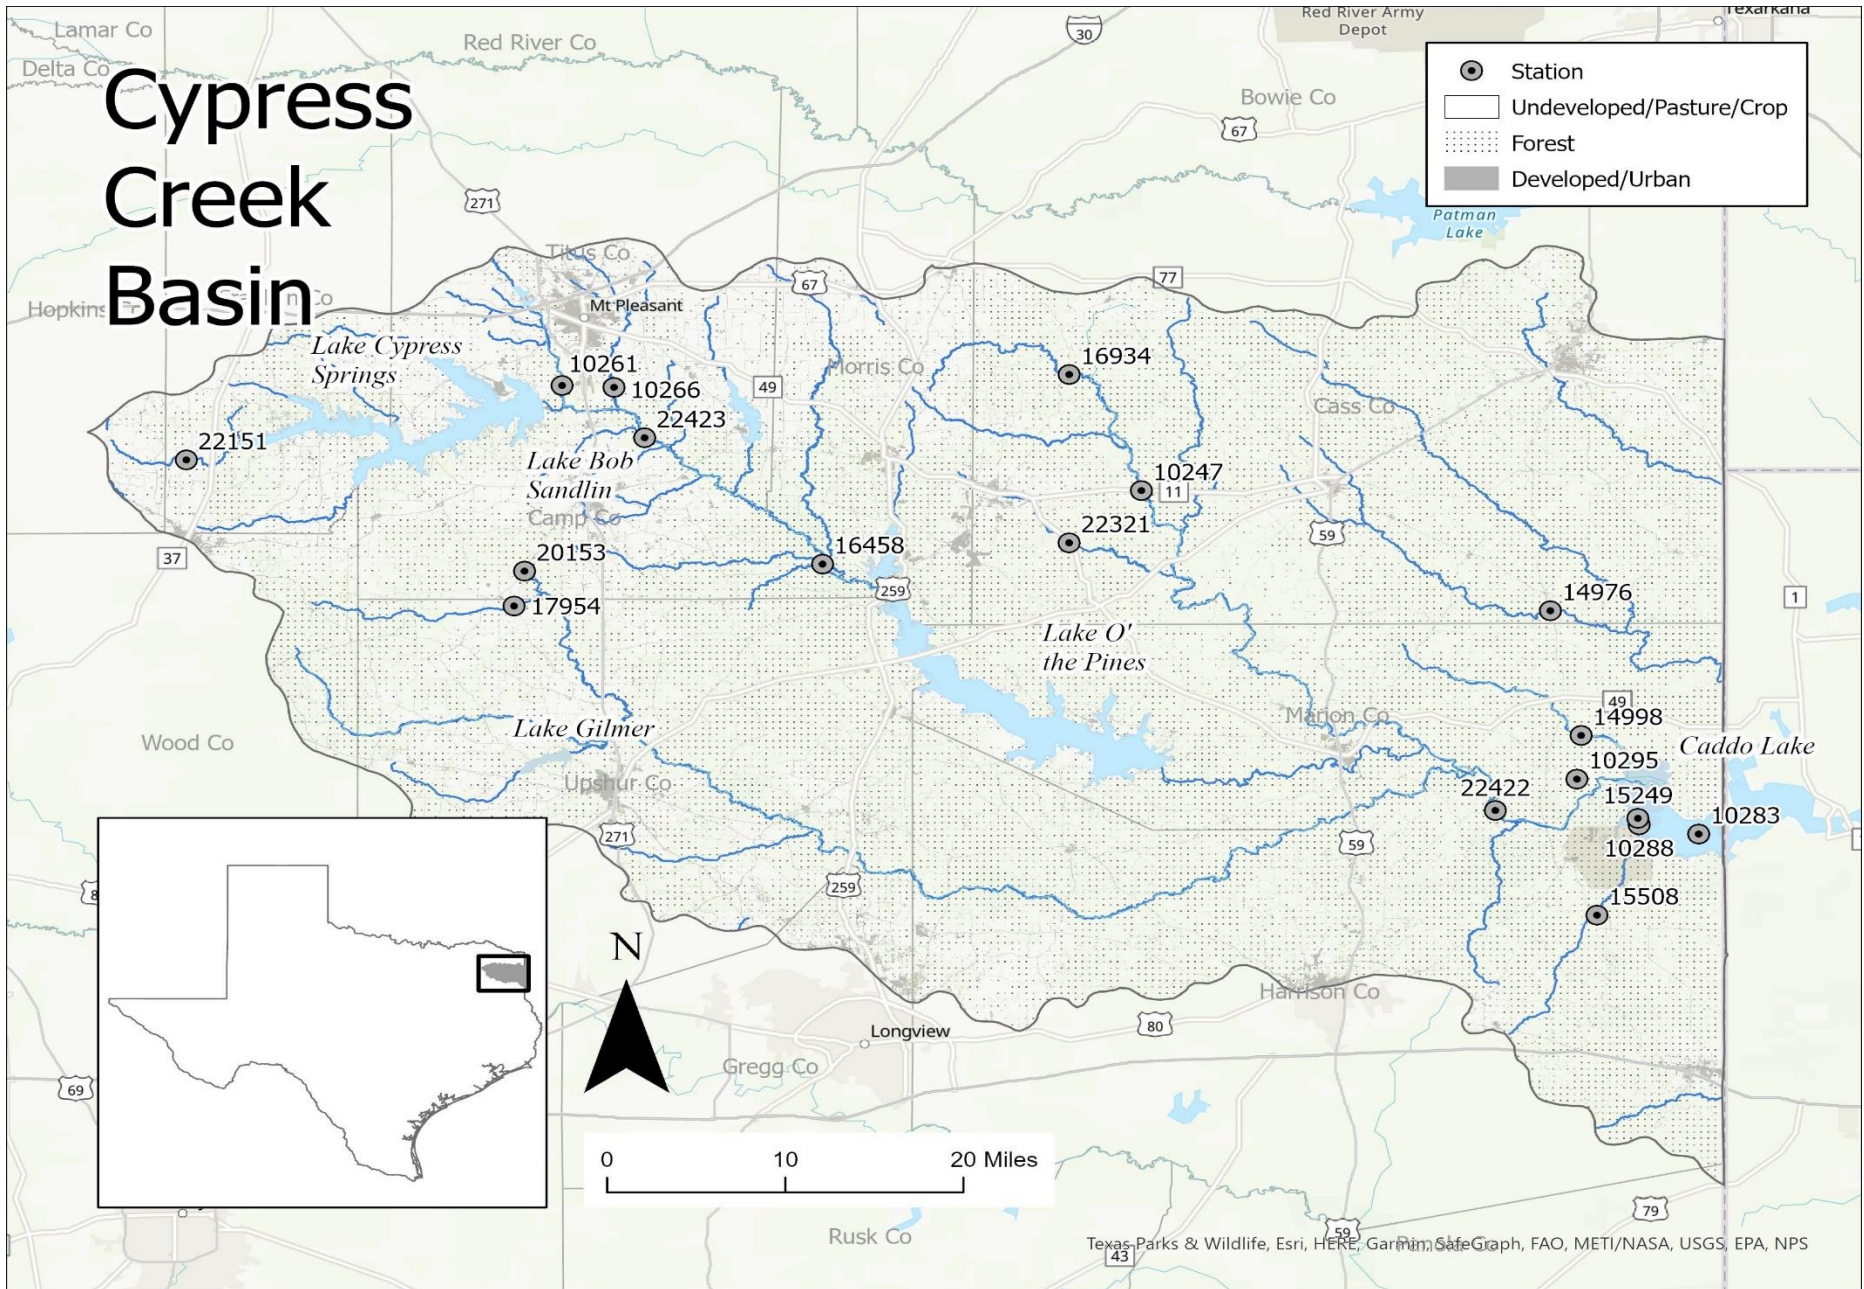 Lamar Co
Red River Co
Delta Co
30
Red River Army
Depot
Texarkana
Cypress
Creek
Basin
Station
Undeveloped/Pasture/Crop
Forest
Developed/Urban
Bowie Co
67
271
Patman
Lake
Titus Co
67
77
Hopkins Co
Mt Pleasant
Lake Cypress
Springs
10261
10266
49
Morris Co
16934
Cass Co
22423
22151
Lake Bob
Sandlin
Camp Co
10247
11
22321
59
37
20153
16458
259
17954
14976
1
Lake O'
the Pines
Lake Gilmer
Wood Co
Marion Co
49
14998
Caddo Lake
10295
Upshur Co
22422
15249
10283
271
59
10288
259
15508
8
N
Harrison Co
80
Longview
Gregg Co
69
0 10 20 Miles
79
Rusk Co
59
43
Panola Co
Texas Parks & Wildlife, Esri, HERE, Garmin, SafeGraph, FAO, METI/NASA, USGS, EPA, NPS